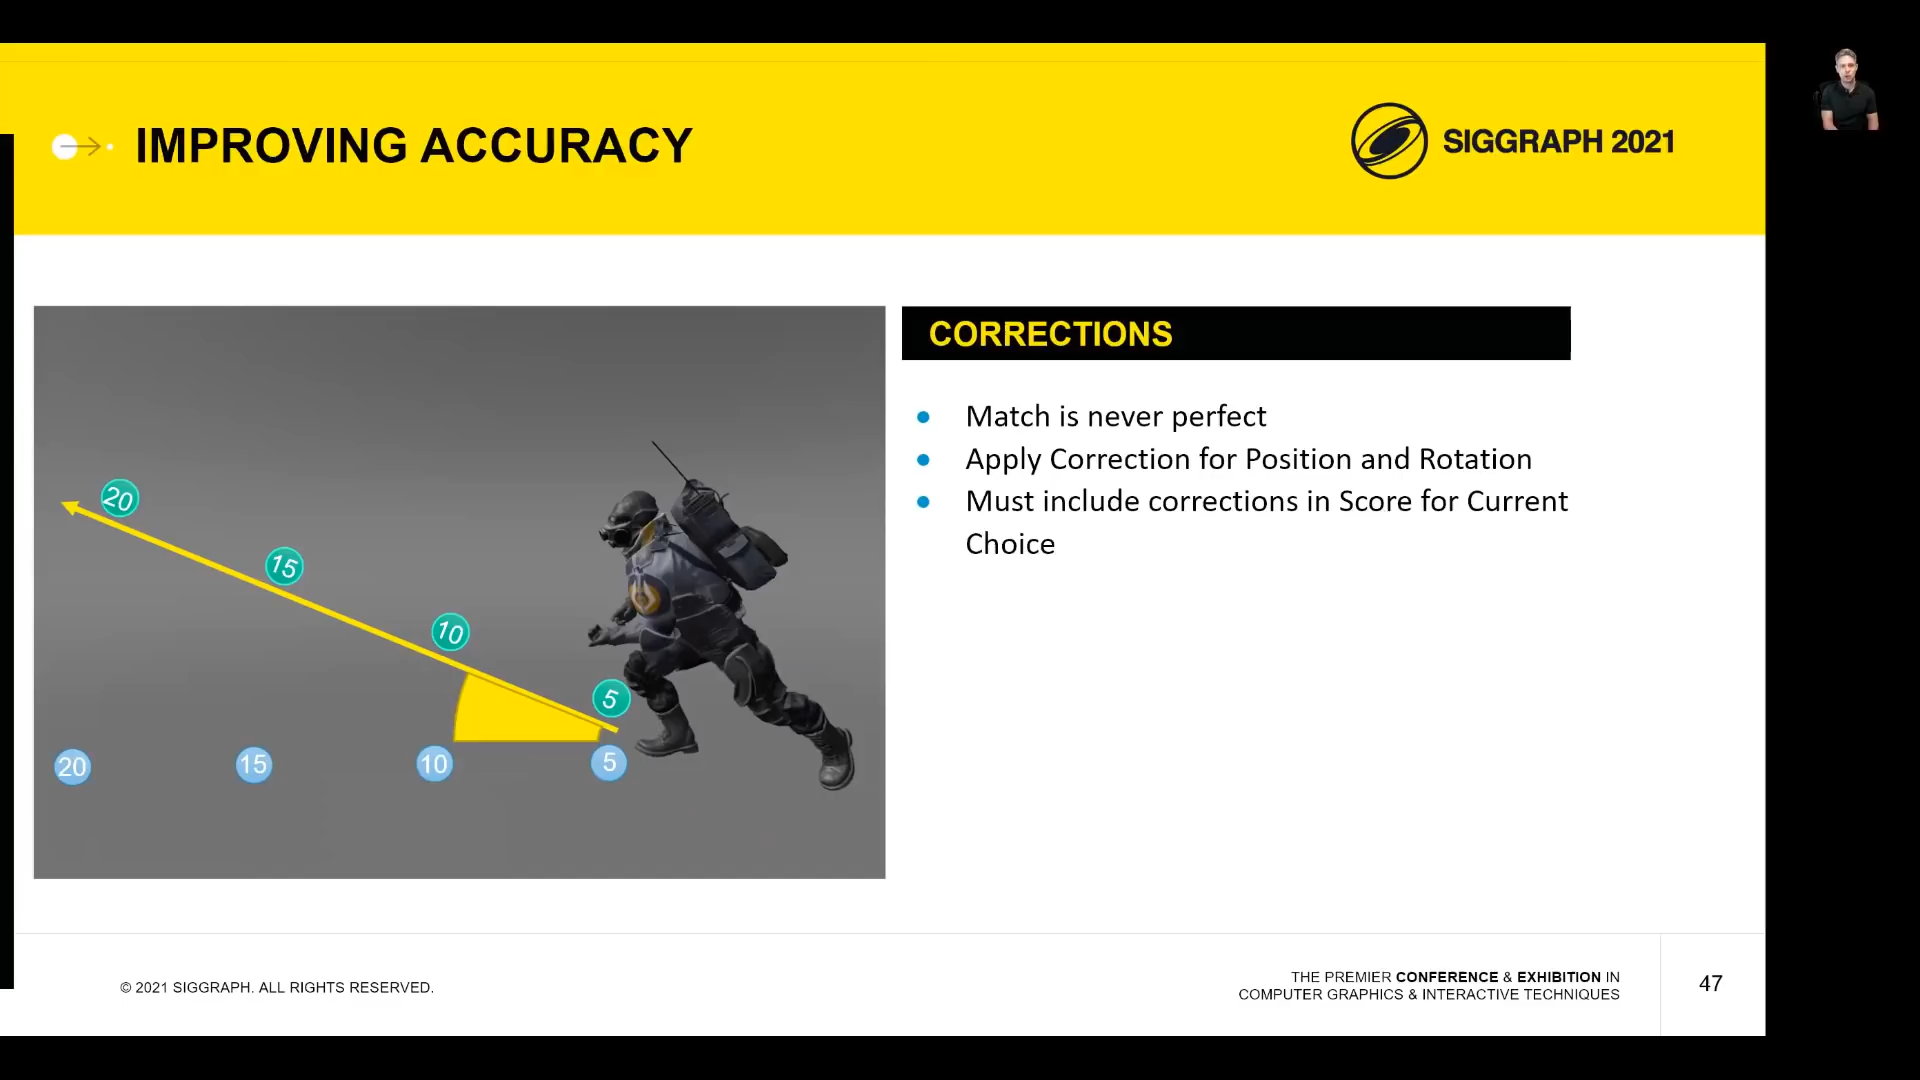 IMPROVING ACCURACY
SIGGRAPH 2021
CORRECTIONS
Match is never perfect
Apply Correction for Position and Rotation
Must include corrections in Score for Current
Choice
20
15
10
5
20
15
10
5
© 2021 SIGGRAPH. ALL RIGHTS RESERVED.
THE PREMIER CONFERENCE & EXHIBITION IN
COMPUTER GRAPHICS & INTERACTIVE TECHNIQUES
47